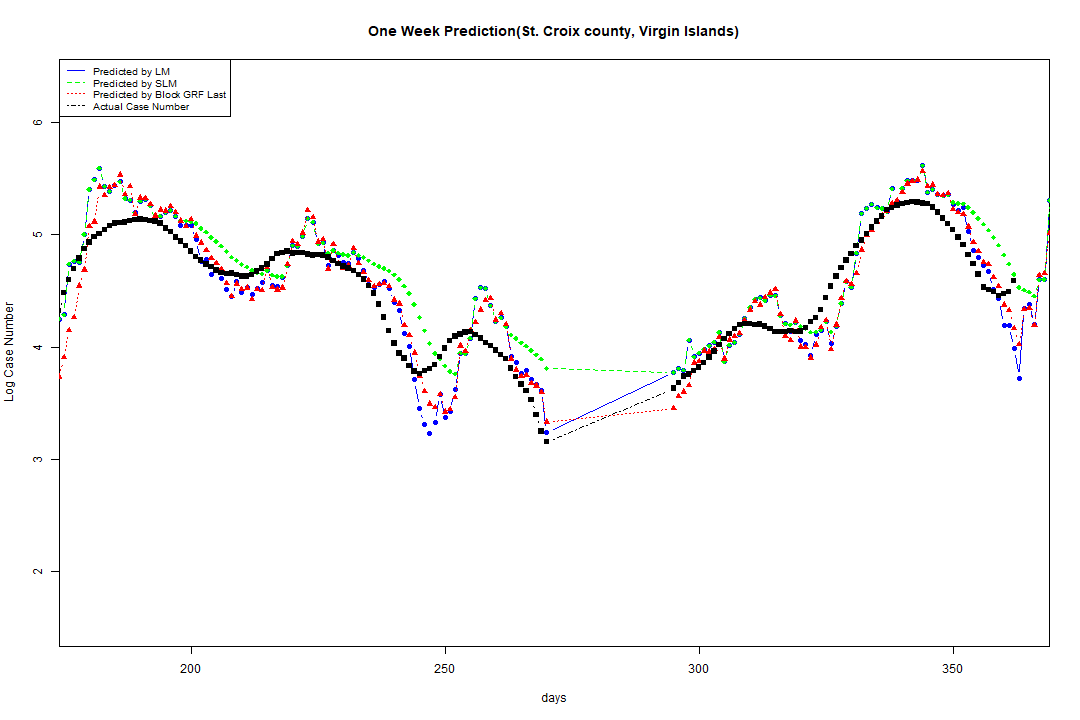 One Week Prediction(St. Croix county, Virgin Islands)
Predicted by LM
Predicted by SLM
Predicted by Block GRF Last
Actual Case Number
6
5
4
3
2
Log Case Number
200 250 300 350
days